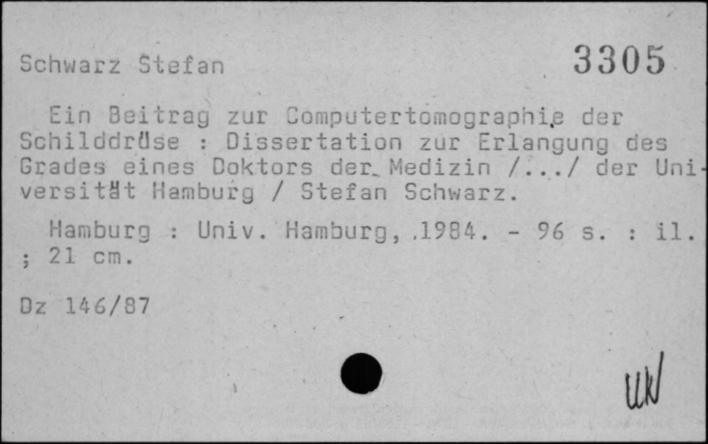 Schwarz Stefan 3305
Ein Beitrag zur Computertomographie der
Schilddrüse : Dissertation zur Erlangung des
Grades eines Doktors der Medizin /.../ der Uni-
versität Hamburg / Stefan Schwarz.
Hamburg : Univ. Hamburg, 1984. - 96 s. : il.
; 21 cm.
Dz 146/87